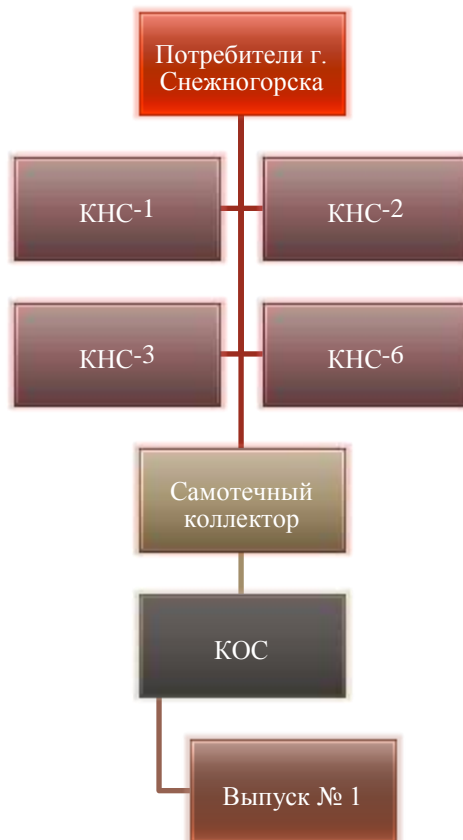 Потребители г.
Снежногорска
КНС-1
КНС-2
КНС-3
КНС-6
Самотечный
коллектор
КОС
Выпуск № 1